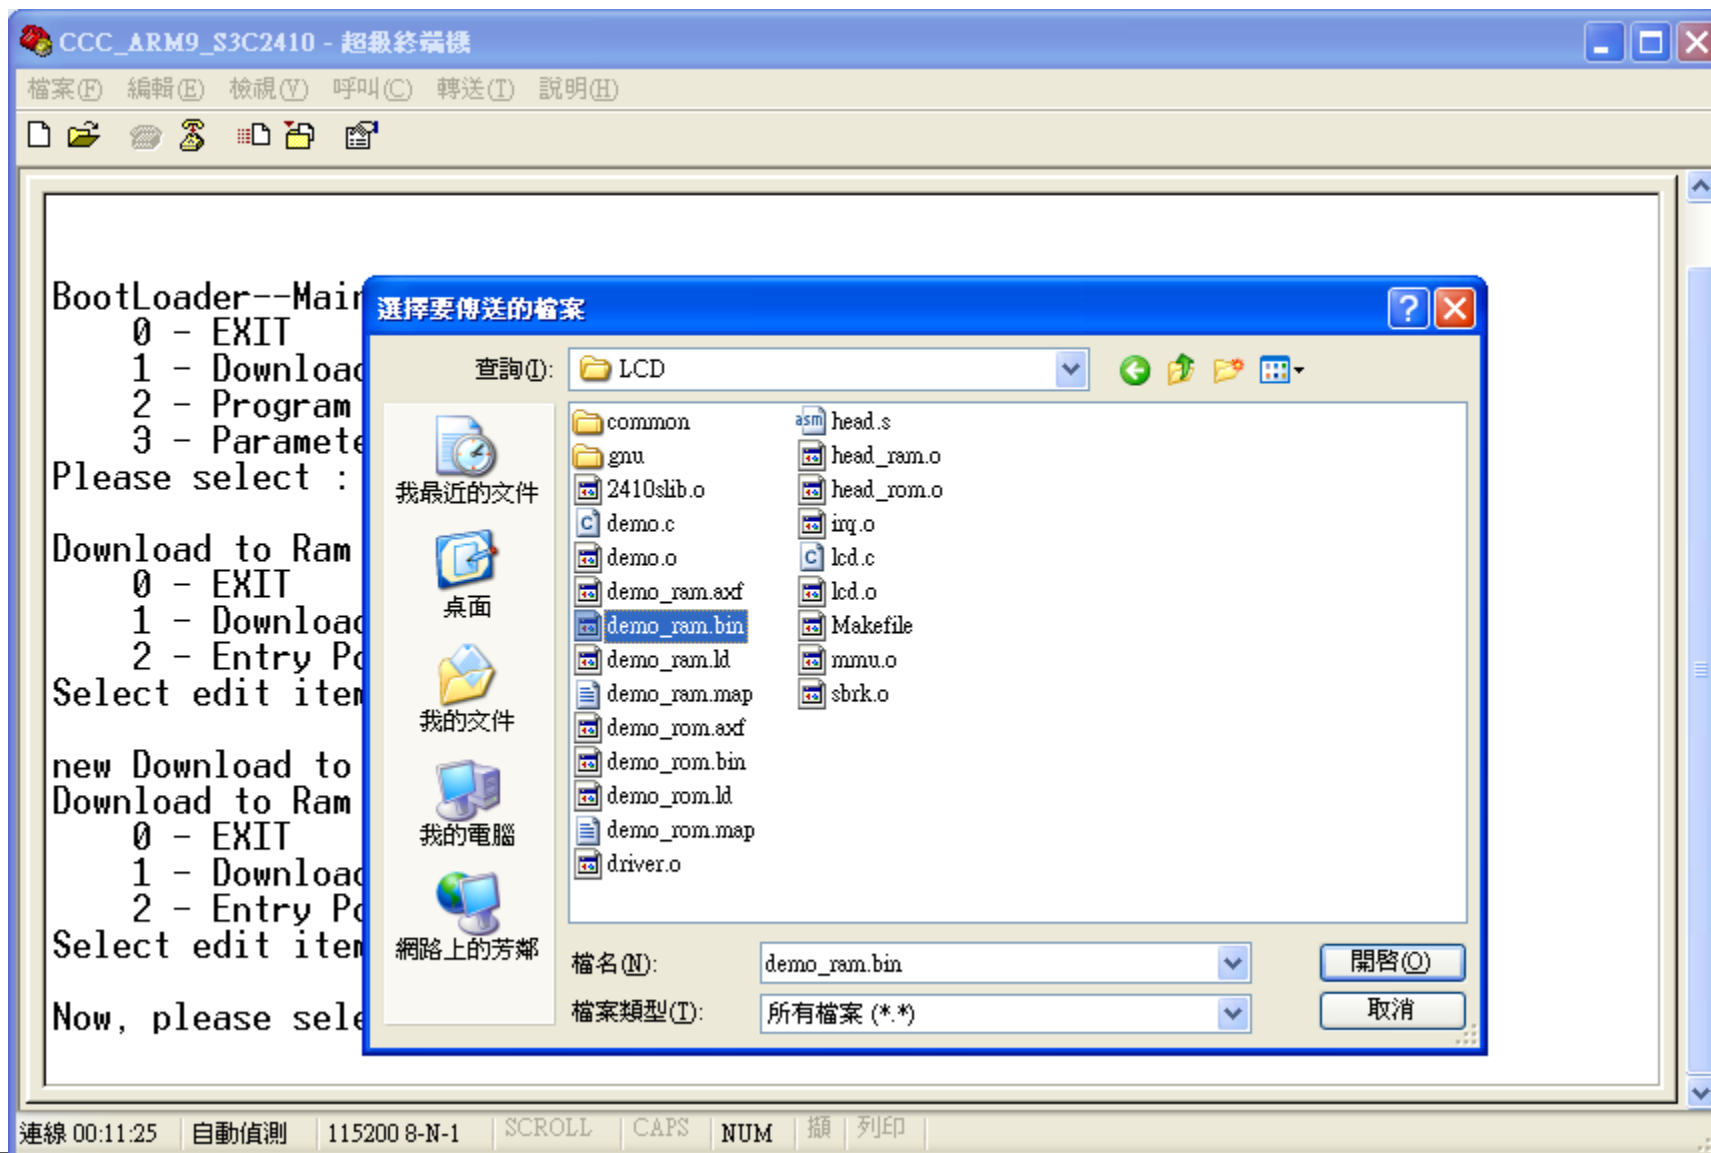 CCC_ARM9_S3C2410 - 超級終端機
檔案(F) 編輯(E) 檢視(V) 呼叫(C) 轉送(T) 說明(H)
BootLoader--Main
0 - EXIT
1 - Download
2 - Program
3 - Paramete
Please select :
Download to Ram
0 - EXIT
1 - Download
2 - Entry Po
Select edit item
new Download to
Download to Ram
0 - EXIT
1 - Download
2 - Entry Po
Select edit item
Now, please sele
選擇要傳送的檔案
查詢(I): LCD
我最近的文件
桌面
我的文件
我的電腦
網路上的芳鄰
common
gnu
2410slib.o
demo.c
demo.o
demo_ram.axf
demo_ram.bin
demo_ram.ld
demo_ram.map
demo_rom.axf
demo_rom.bin
demo_rom.ld
demo_rom.map
driver.o
asm head.s
head_ram.o
head_rom.o
irq.o
lcd.c
lcd.o
Makefile
mmu.o
sbrk.o
檔名(N): demo_ram.bin 開啓(O)
檔案類型(T): 所有檔案 (*.*) 取消
連線 00:11:25 自動偵測 115200 8-N-1 SCROLL CAPS NUM 擷 列印